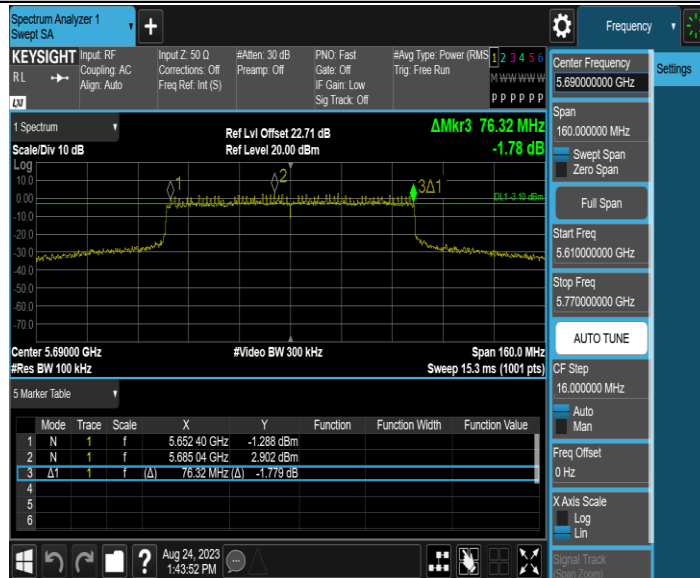 Spectrum Analyzer 1
Swept SA
+
Frequency
KEYSIGHT
RL
LXI
Input: RF
Coupling: AC
Align: Auto
Input Z: 50 Ω
Corrections: Off
Freq Ref: Int (S)
#Atten: 30 dB
Preamp: Off
PNO: Fast
Gate: Off
IF Gain: Low
Sig Track: Off
#Avg Type: Power (RMS
Trig: Free Run
1 2 3 4 5 6
M W W W W W
P P P P P P
Center Frequency
5.690000000 GHz
Settings
Span
160.000000 MHz
Swept Span
Zero Span
Full Span
Start Freq
5.610000000 GHz
Stop Freq
5.770000000 GHz
AUTO TUNE
CF Step
16.000000 MHz
Auto
Man
Freq Offset
0 Hz
X Axis Scale
Log
Lin
Signal Track
(Span Zoom)
1 Spectrum
Scale/Div 10 dB
Ref Lvl Offset 22.71 dB
Ref Level 20.00 dBm
ΔMkr3 76.32 MHz
-1.78 dB
Log
10.0
0.00
-10.0
-20.0
-30.0
-40.0
-50.0
-60.0
-70.0
1
2
3Δ1
DL1 -3.10 dBm
Center 5.69000 GHz
#Video BW 300 kHz
Span 160.0 MHz
#Res BW 100 kHz
Sweep 15.3 ms (1001 pts)
5 Marker Table
Mode Trace Scale X Y Function Function Width Function Value
1 N 1 f 5.652 40 GHz -1.288 dBm
2 N 1 f 5.685 04 GHz 2.902 dBm
3 Δ1 1 f (Δ) 76.32 MHz (Δ) -1.779 dB
4
5
6
?
Aug 24, 2023
1:43:52 PM